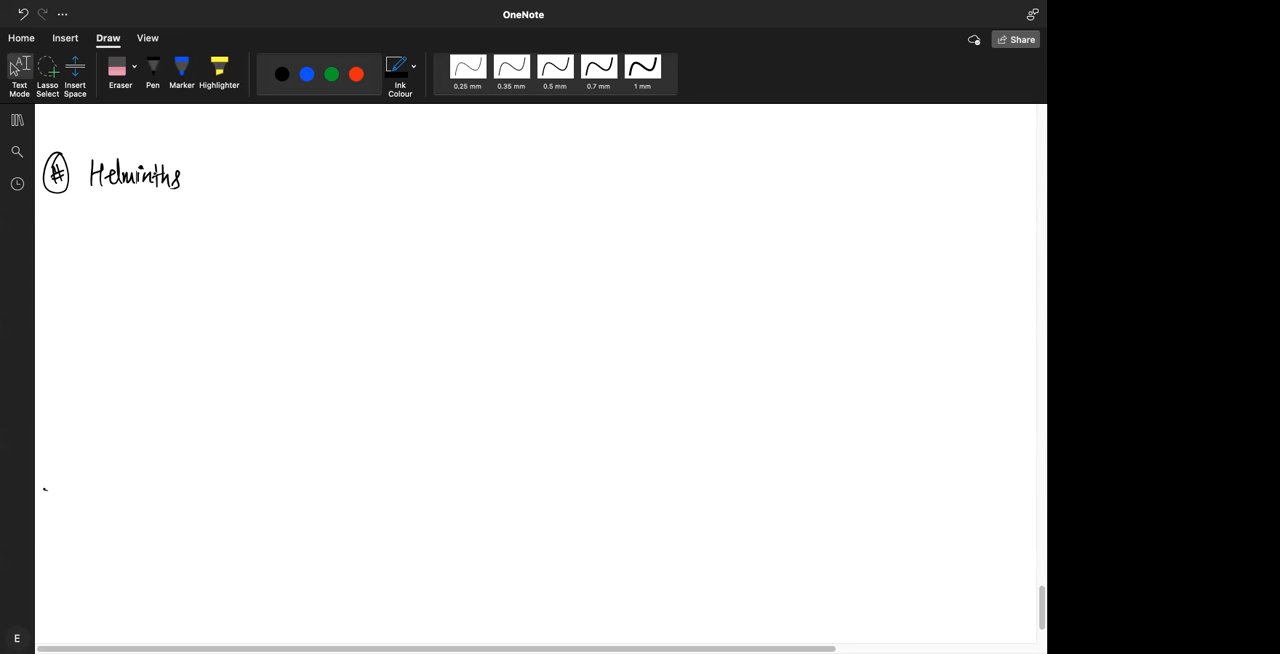 OneNote
Home Insert Draw View
Share
Text Mode
Lasso Select
Insert Space
Eraser
Pen
Marker
Highlighter
Ink Colour
0.25 mm
0.35 mm
0.5 mm
0.7 mm
1 mm
# Helminths
E